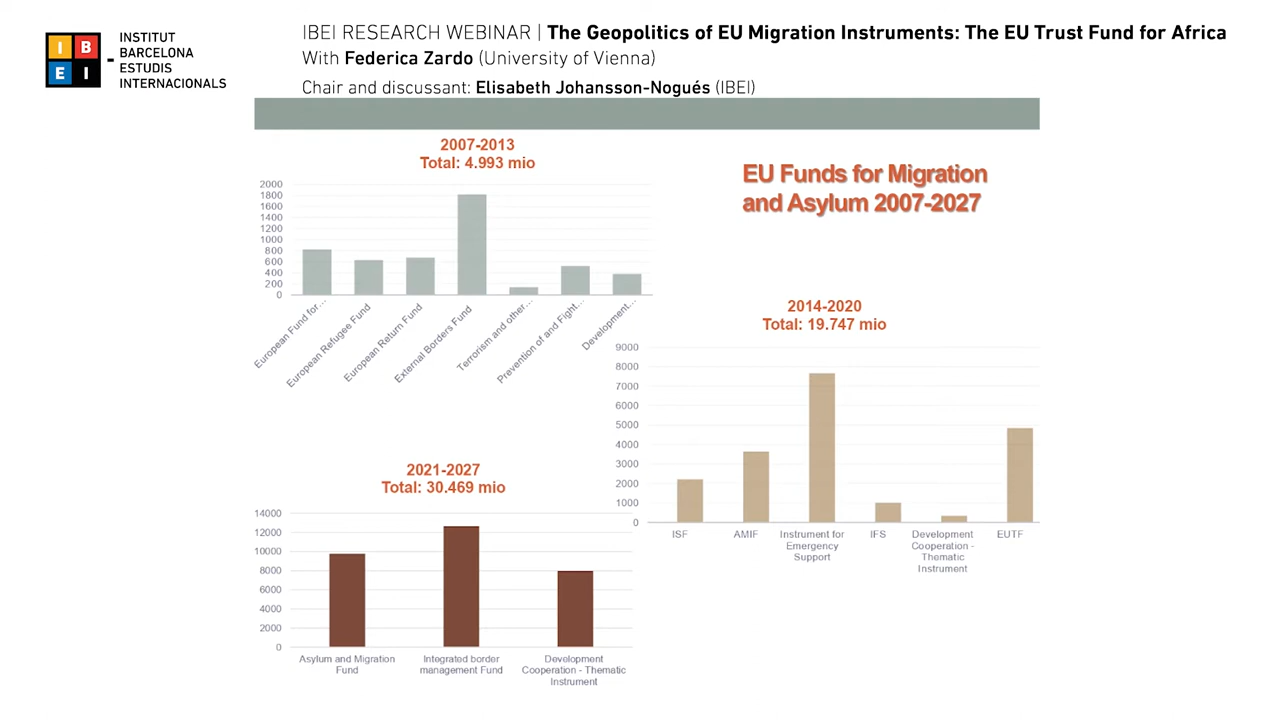 I B E I
INSTITUT
BARCELONA
ESTUDIS
INTERNACIONALS
IBEI RESEARCH WEBINAR | The Geopolitics of EU Migration Instruments: The EU Trust Fund for Africa
With Federica Zardo (University of Vienna)
Chair and discussant: Elisabeth Johansson-Nogués (IBEI)
2007-2013
Total: 4.993 mio
2000
1800
1600
1400
1200
1000
800
600
400
200
0
European Fund for...
European Refugee Fund
European Return Fund
External Borders Fund
Terrorism and other...
Prevention of and Fight...
Development...
EU Funds for Migration
and Asylum 2007-2027
2014-2020
Total: 19.747 mio
9000
8000
7000
6000
5000
4000
3000
2000
1000
0
ISF
AMIF
Instrument for
Emergency
Support
IFS
Development
Cooperation -
Thematic
Instrument
EUTF
2021-2027
Total: 30.469 mio
14000
12000
10000
8000
6000
4000
2000
0
Asylum and Migration
Fund
Integrated border
management Fund
Development
Cooperation - Thematic
Instrument